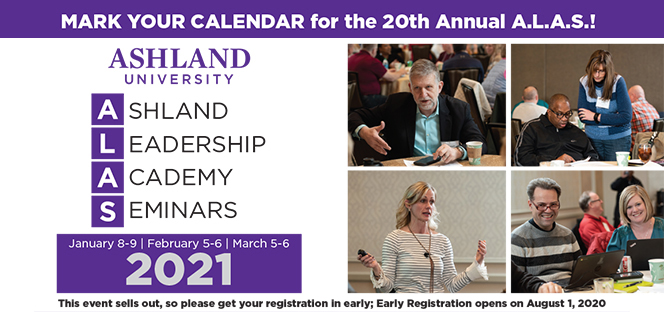 MARK YOUR CALENDAR for the 20th Annual A.L.A.S.!
ASHLAND
UNIVERSITY
ASHLAND
LEADERSHIP
ACADEMY
SEMINARS
January 8-9 | February 5-6 | March 5-6
2021
This event sells out, so please get your registration in early; Early Registration opens on August 1, 2020